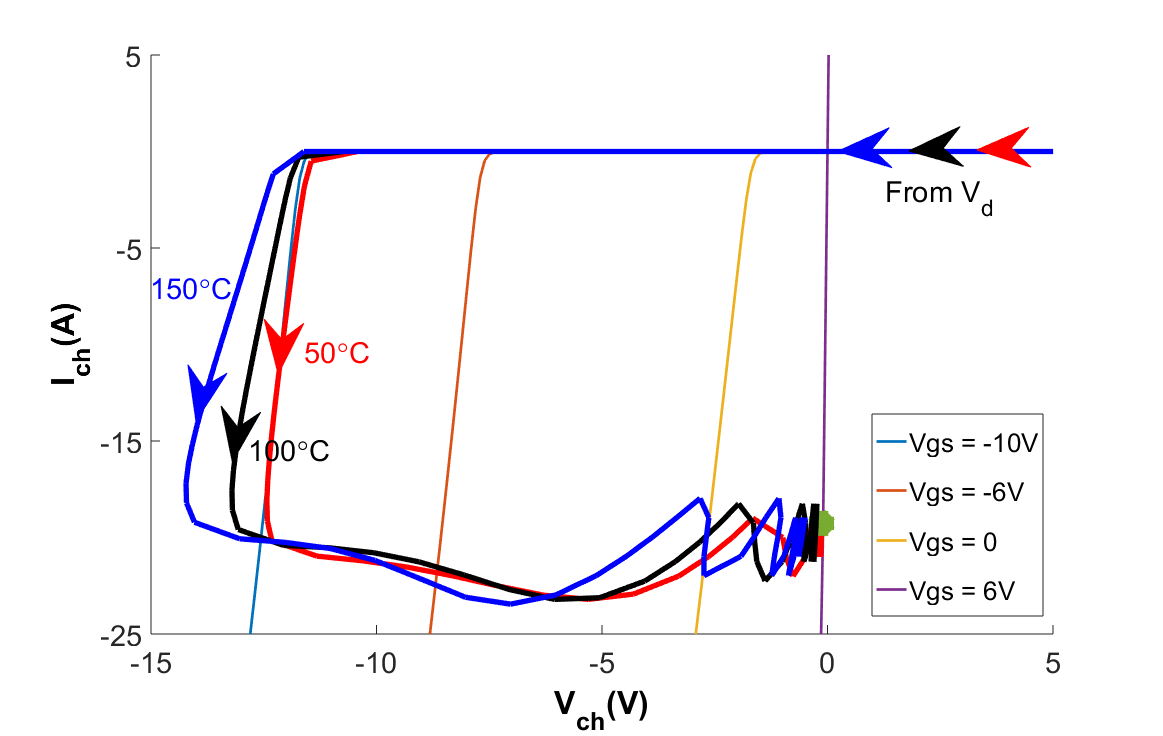 5
-5
-15
-25
I_ch(A)
From V_d
150°C
50°C
100°C
Vgs = -10V
Vgs = -6V
Vgs = 0
Vgs = 6V
-15
-10
-5
0
5
V_ch(V)